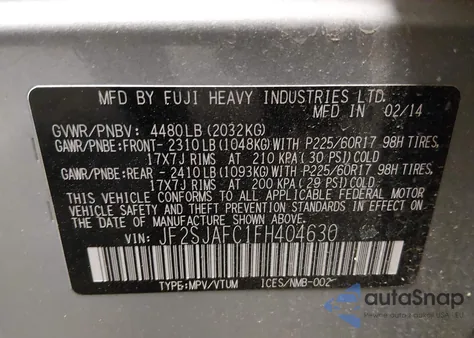 MFD BY FUJI HEAVY INDUSTRIES LTD.
MADE IN 02/14
GVWR/PNBV: 4480LB(2032KG)
GAWR/PNBE:FRONT- 2310LB(1048KG)WITH P225/60R17 98H TIRES,
17X7J RIMS AT 210 KPA(30 PSI)COLD
GAWR/PNBE:REAR - 2410LB(1093KG)WITH P225/60R17 98H TIRES,
17X7J RIMS AT 200 KPA(29 PSI)COLD
THIS VEHICLE CONFORMS TO ALL APPLICABLE FEDERAL MOTOR
VEHICLE SAFETY AND THEFT PREVENTION STANDARDS IN EFFECT ON
THE DATE OF MANUFACTURE SHOWN ABOVE.
VIN: JF2SJAFC1FH404630
TYPE:MPV/VTUM ICES/NMB-002
autoSnap